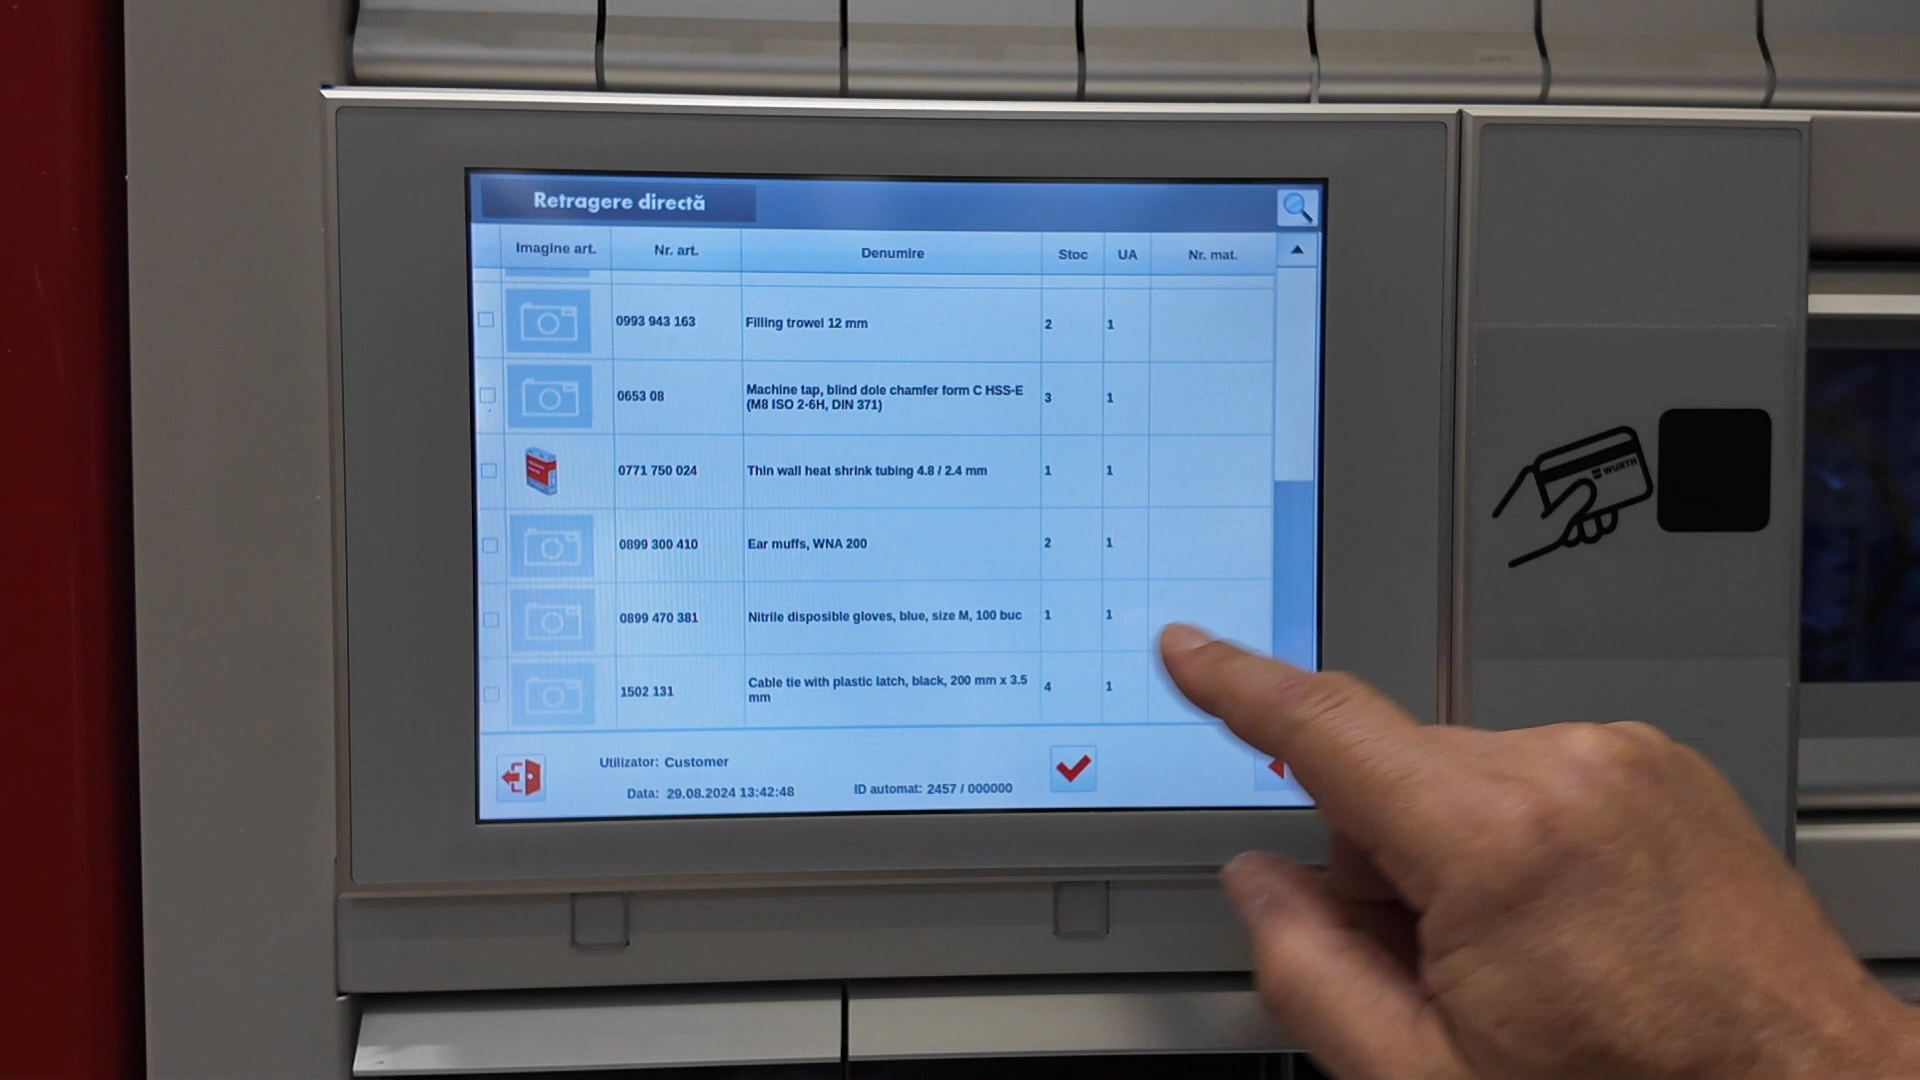 Retragere directă
Imagine art. Nr. art. Denumire Stoc UA Nr. mat.
0993 943 163 Filling trowel 12 mm 2 1
0653 08 Machine tap, blind dole chamfer form C HSS-E 3 1
(M8 ISO 2-6H, DIN 371)
0771 750 024 Thin wall heat shrink tubing 4.8 / 2.4 mm 1 1
0899 300 410 Ear muffs, WNA 200 2 1
0899 470 381 Nitrile disposible gloves, blue, size M, 100 buc 1 1
1502 131 Cable tie with plastic latch, black, 200 mm x 3.5 4 1
mm
Utilizator: Customer
Data: 29.08.2024 13:42:48 ID automat: 2457 / 000000
WURTH